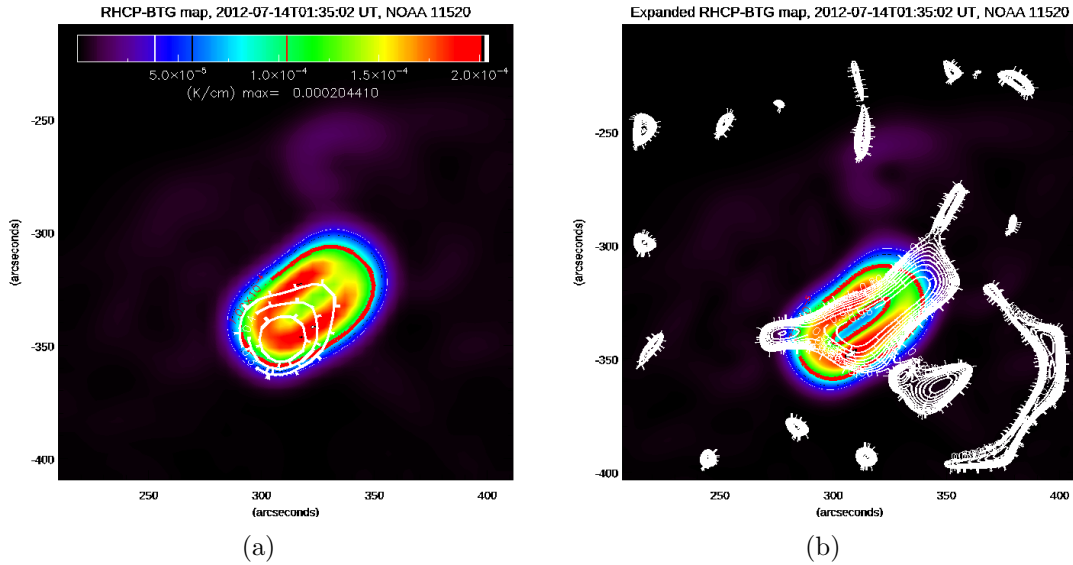 RHCP-BTG map, 2012-07-14T01:35:02 UT, NOAA 11520
5.0×10⁻⁵ 1.0×10⁻⁴ 1.5×10⁻⁴ 2.0×10⁻⁴
(K/cm) max= 0.000204410
-250
-300
-350
-400
(arcseconds)
250 300 350 400
(arcseconds)
(a)
Expanded RHCP-BTG map, 2012-07-14T01:35:02 UT, NOAA 11520
-250
-300
-350
-400
(arcseconds)
250 300 350 400
(arcseconds)
(b)